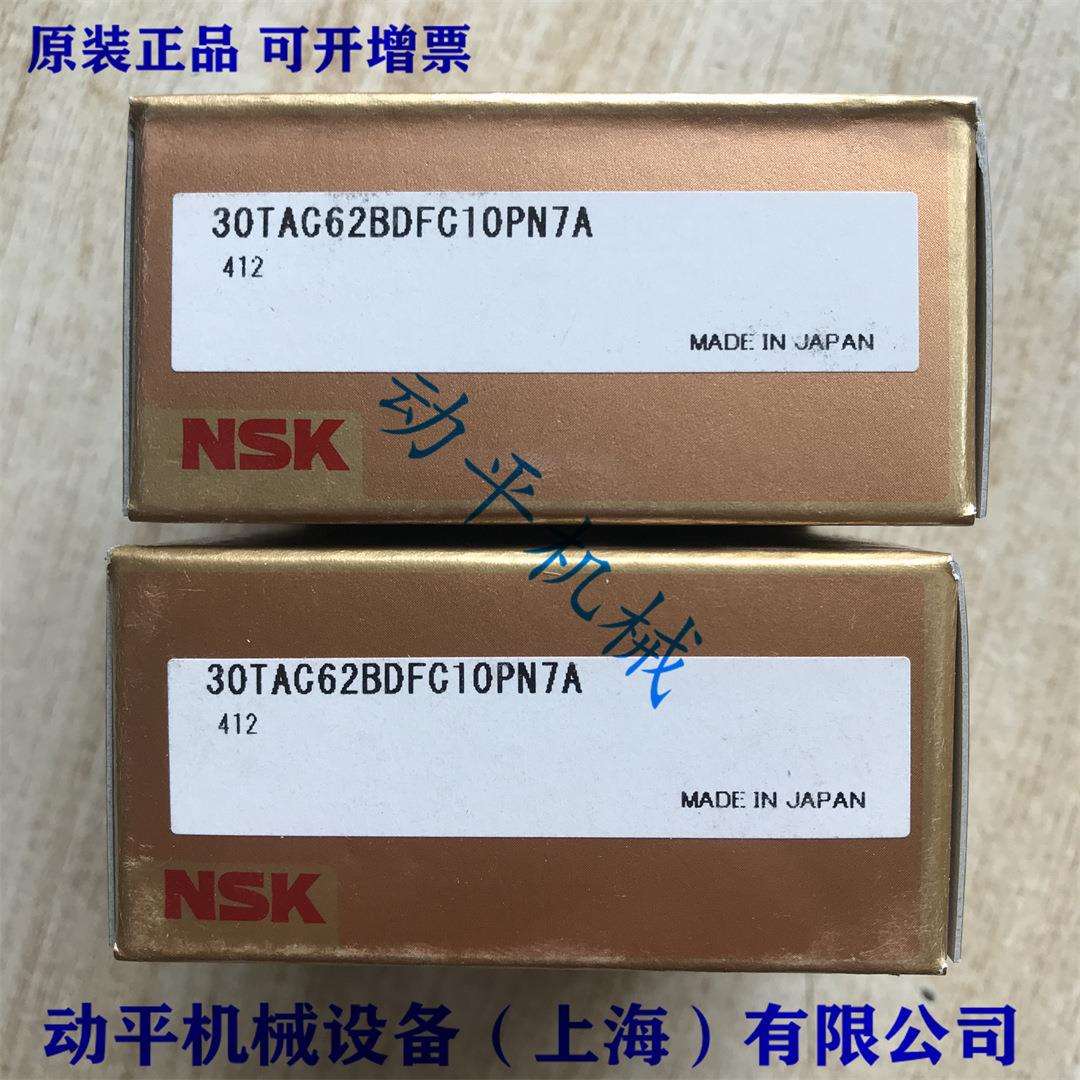 原装正品 可开增票
30TAC62BDFC10PN7A
412
MADE IN JAPAN
NSK
动平机械
30TAC62BDFC10PN7A
412
MADE IN JAPAN
NSK
动平机械设备（上海）有限公司